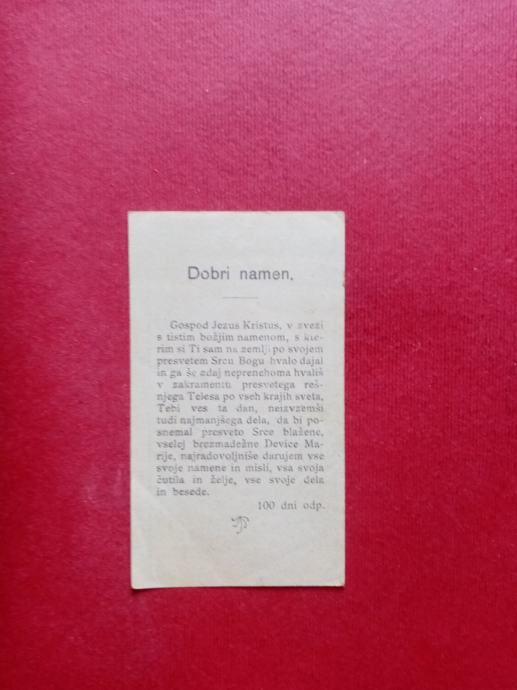 Dobri namen.
Gospod Jezus Kristus, v zvezi
s tistim božjim namenom, s kte-
rim si Ti sam na zemlji po svojem
presvetem Srcu Bogu hvalo dajal
in ga še zdaj neprenehoma hvališ
v zakramentu presvetega reš-
njega Telesa po vseh krajih sveta,
Tebi ves ta dan, neizvzemši
tudi najmanjšega dela, da bi po-
snemal presveto Srce blažene,
vselej brezmadežne Device Ma-
rije, najradovoljniše darujem vse
svoje namene in misli, vsa svoja
čutila in želje, vse svoje dela
in besede.
100 dni odp.